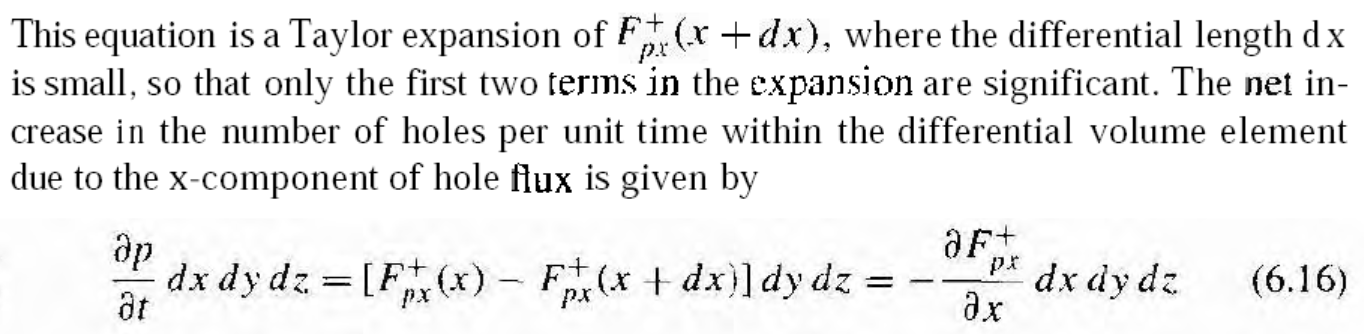 This equation is a Taylor expansion of F⁺ₚₓ(x + dx), where the differential length dx
is small, so that only the first two terms in the expansion are significant. The net in-
crease in the number of holes per unit time within the differential volume element
due to the x-component of hole flux is given by
∂p/∂t dx dy dz = [F⁺ₚₓ(x) − F⁺ₚₓ(x + dx)] dy dz = −∂F⁺ₚₓ/∂x dx dy dz (6.16)